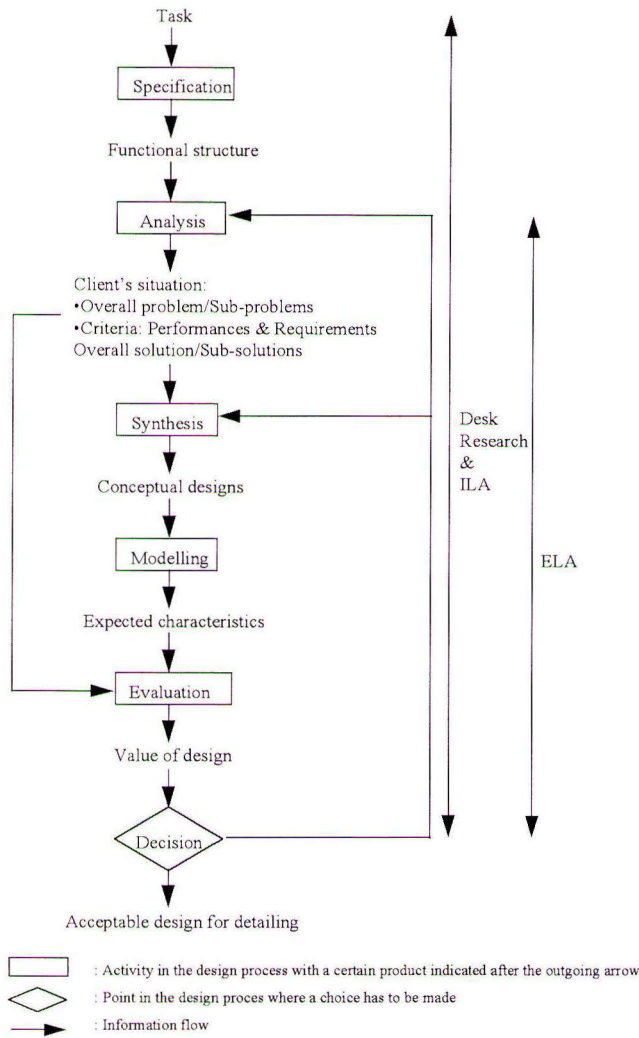 Task
Specification
Functional structure
Analysis
Client's situation:
•Overall problem/Sub-problems
•Criteria: Performances & Requirements
Overall solution/Sub-solutions
Synthesis
Conceptual designs
Modelling
Expected characteristics
Evaluation
Value of design
Decision
Acceptable design for detailing
Desk
Research
&
ILA
ELA
: Activity in the design process with a certain product indicated after the outgoing arrow
: Point in the design proces where a choice has to be made
: Information flow